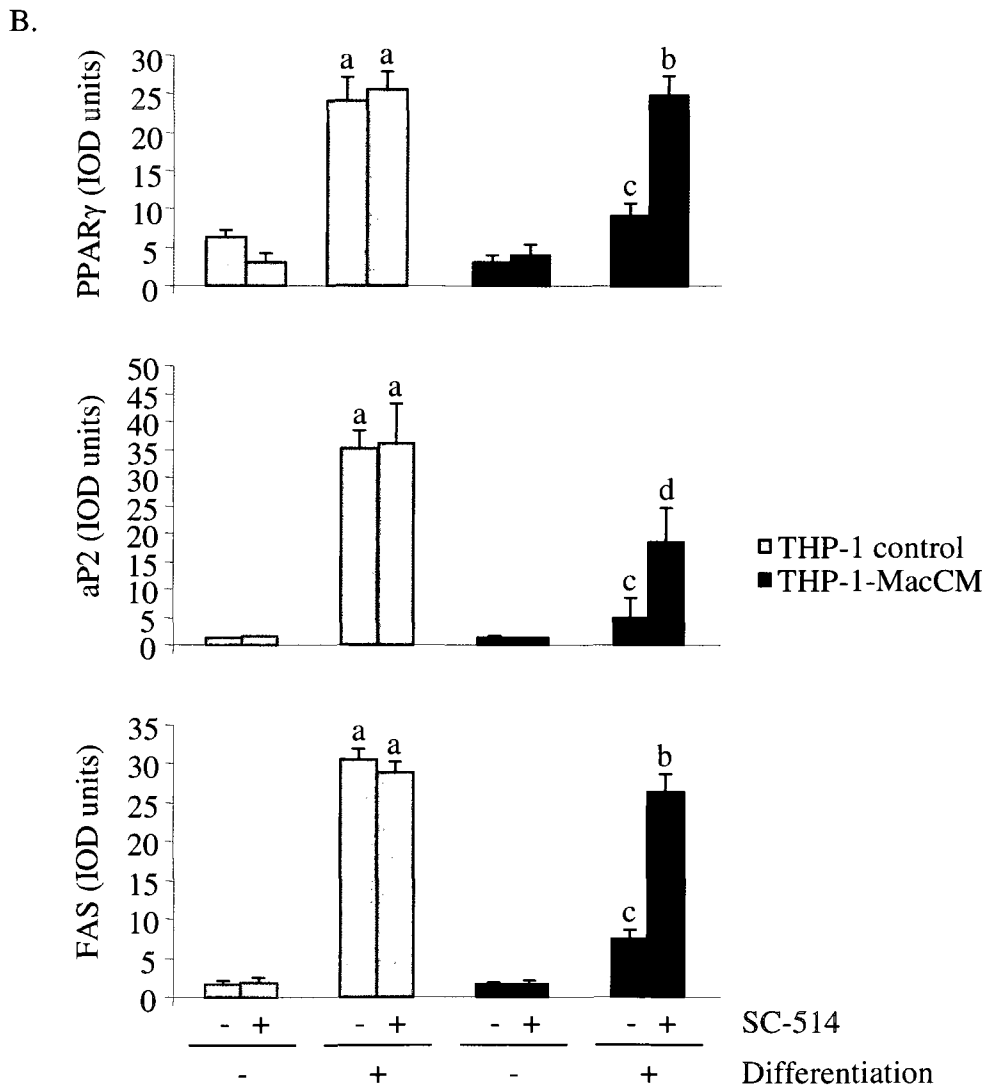 B.
PPARγ (IOD units)
30
25
20
15
10
5
0
a a b
c
aP2 (IOD units)
50
45
40
35
30
25
20
15
10
5
0
a a
d
c
THP-1 control
THP-1-MacCM
FAS (IOD units)
35
30
25
20
15
10
5
0
a a b
c
- + - + - + - + SC-514
- + - + Differentiation